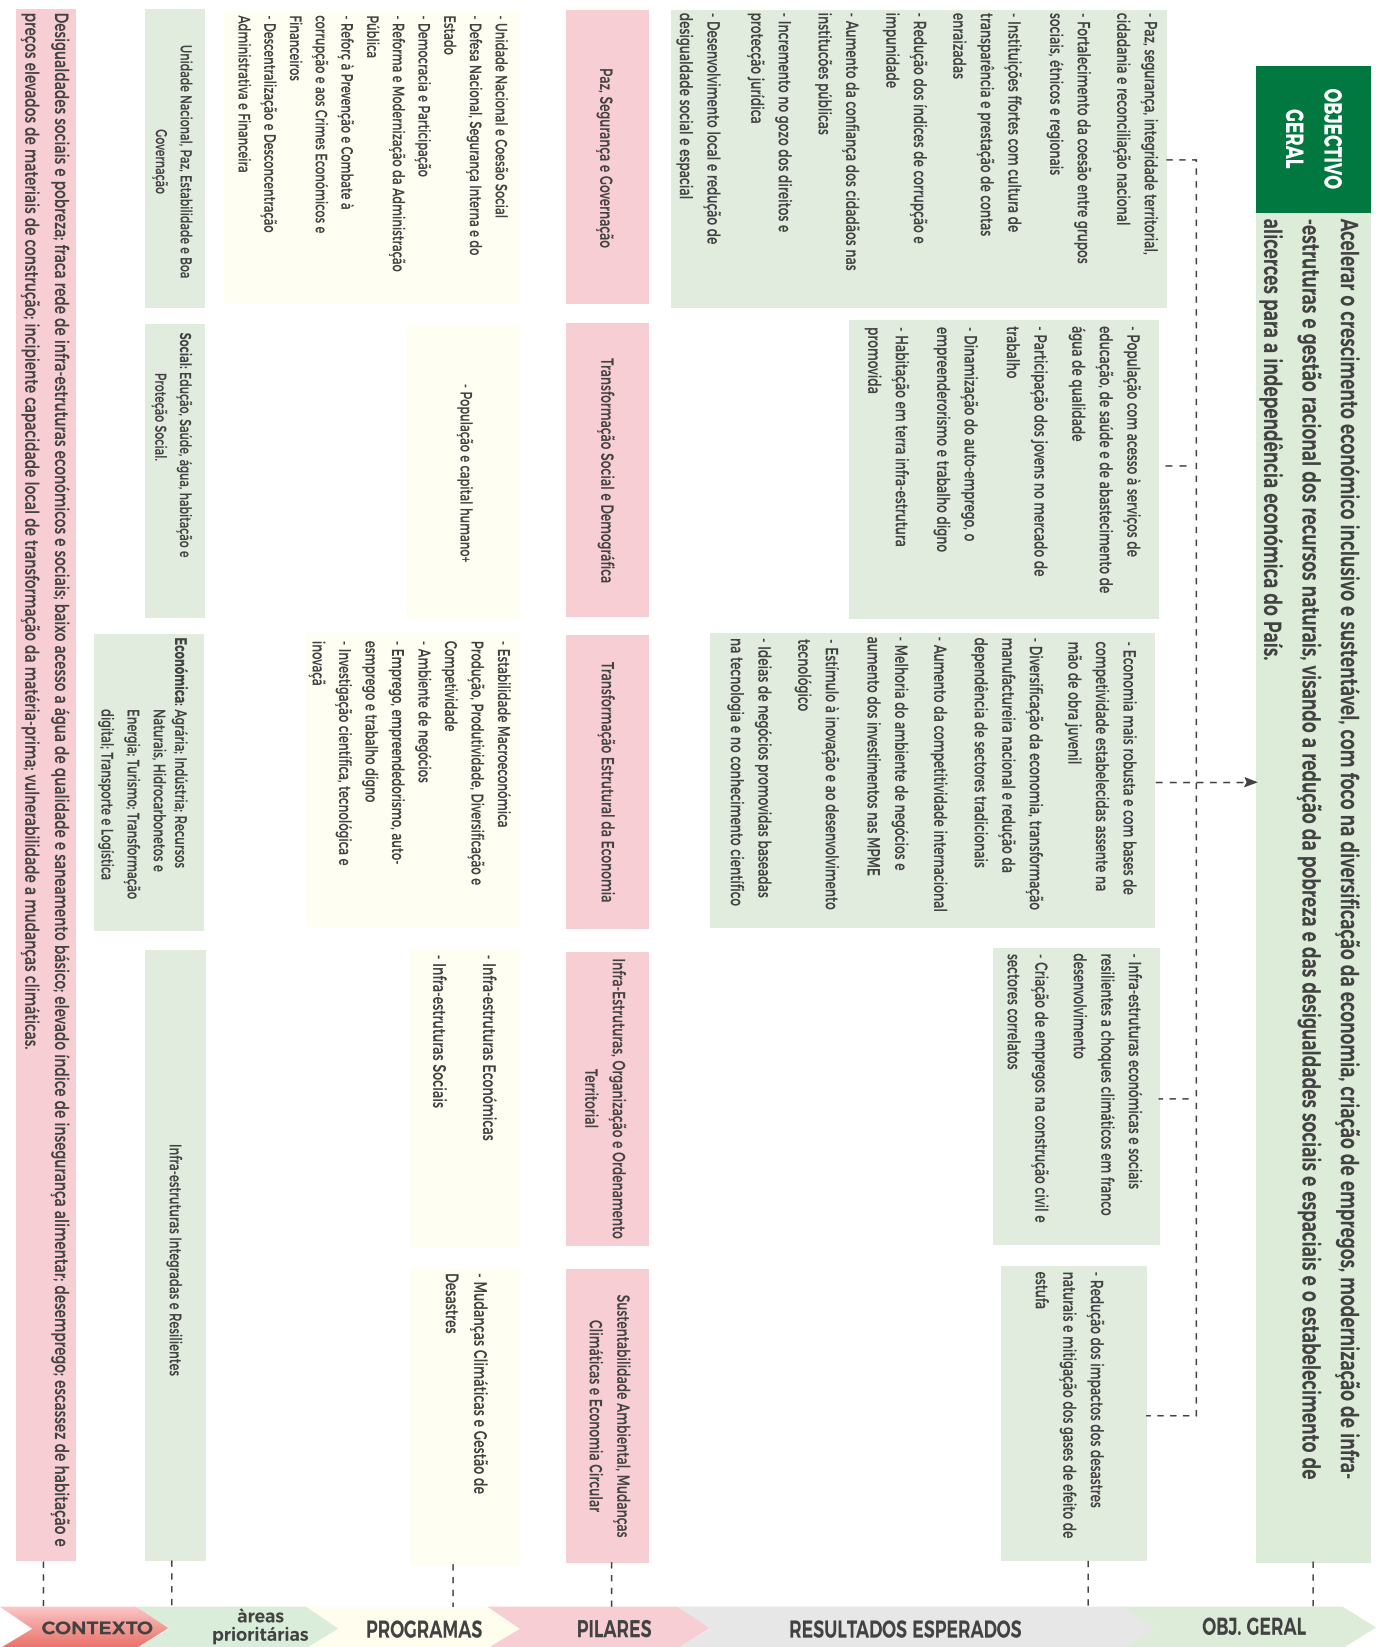 OBJECTIVO
GERAL
Acelerar o crescimento económico inclusivo e sustentável, com foco na diversificação da economia, criação de empregos, modernização de infra-
-estruturas e gestão racional dos recursos naturais, visando a redução da pobreza e das desigualdades sociais e espaciais e o estabelecimento de
alicerces para a independência económica do País.
- Paz, segurança, integridade territorial,
cidadania e reconciliação nacional
- Fortalecimento da coesão entre grupos
sociais, étnicos e regionais
- Instituições ffortes com cultura de
transparência e prestação de contas
enraizadas
- Redução dos índices de corrupção e
impunidade
- Aumento da confiança dos cidadãos nas
institucões públicas
- Incremento no gozo dos direitos e
protecção jurídica
- Desenvolvimento local e redução de
desigualdade social e espacial
- População com acesso à serviços de
educação, de saúde e de abastecimento de
água de qualidade
- Participação dos jovens no mercado de
trabalho
- Dinamização do auto-emprego, o
empreenderorismo e trabalho digno
- Habitação em terra infra-estrutura
promovida
- Economia mais robusta e com bases de
competividade estabelecidas assente na
mão de obra juvenil
- Diversificação da economia, transformação
manufactureira nacional e redução da
dependência de sectores tradicionais
- Aumento da competitividade internacional
- Melhoria do ambiente de negócios e
aumento dos investimentos nas MPME
- Estímulo à inovação e ao desenvolvimento
tecnológico
- Ideias de negócios promovidas baseadas
na tecnologia e no conhecimento científico
- Infra-estruturas económicas e sociais
resilientes a choques climáticos em franco
desenvolvimento
- Criação de empregos na construção civil e
sectores correlatos
- Redução dos impactos dos desastres
naturais e mitigação dos gases de efeito de
estufa
Paz, Segurança e Governação
Transformação Social e Demográfica
Transformação Estrutural da Economia
Infra-Estruturas, Organização e Ordenamento
Territorial
Sustentabilidade Ambiental, Mudanças
Climáticas e Economia Circular
- Unidade Nacional e Coesão Social
- Defesa Nacional, Segurança Interna e do
Estado
- Democracia e Participação
- Reforma e Modernização da Administração
Pública
- Reforç à Prevenção e Combate à
corrupção e aos Crimes Económicos e
Financeiros
- Descentralização e Desconcentração
Administrativa e Financeira
- População e capital humano+
- Estabilidade Macroeconómica
Produção, Produtividade, Diversificação e
Competividade
- Ambiente de negócios
- Emprego, empreendedorismo, auto-
esmprego e trabalho digno
- Investigação científica, tecnológica e
inovaçã
- Infra-estruturas Económicas
- Infra-estruturas Sociais
- Mudanças Climáticas e Gestão de
Desastres
Unidade Nacional, Paz, Estabilidade e Boa
Governação
Social: Edução, Saúde, água, habitação e
Proteção Social.
Económica: Agrária; Indústria; Recursos
Naturais, Hidrocarbonetos e
Energia; Turismo; Transformação
digital; Transporte e Logística
Infra-estruturas Integradas e Resilientes
Desigualdades sociais e pobreza; fraca rede de infra-estruturas económicos e sociais; baixo acesso a água de qualidade e saneamento básico; elevado índice de insegurança alimentar; desemprego; escassez de habitação e
preços elevados de materiais de construção; incipiente capacidade local de transformação da matéria-prima; vulnerabilidade a mudanças climáticas.
CONTEXTO
àreas
prioritárias
PROGRAMAS
PILARES
RESULTADOS ESPERADOS
OBJ. GERAL